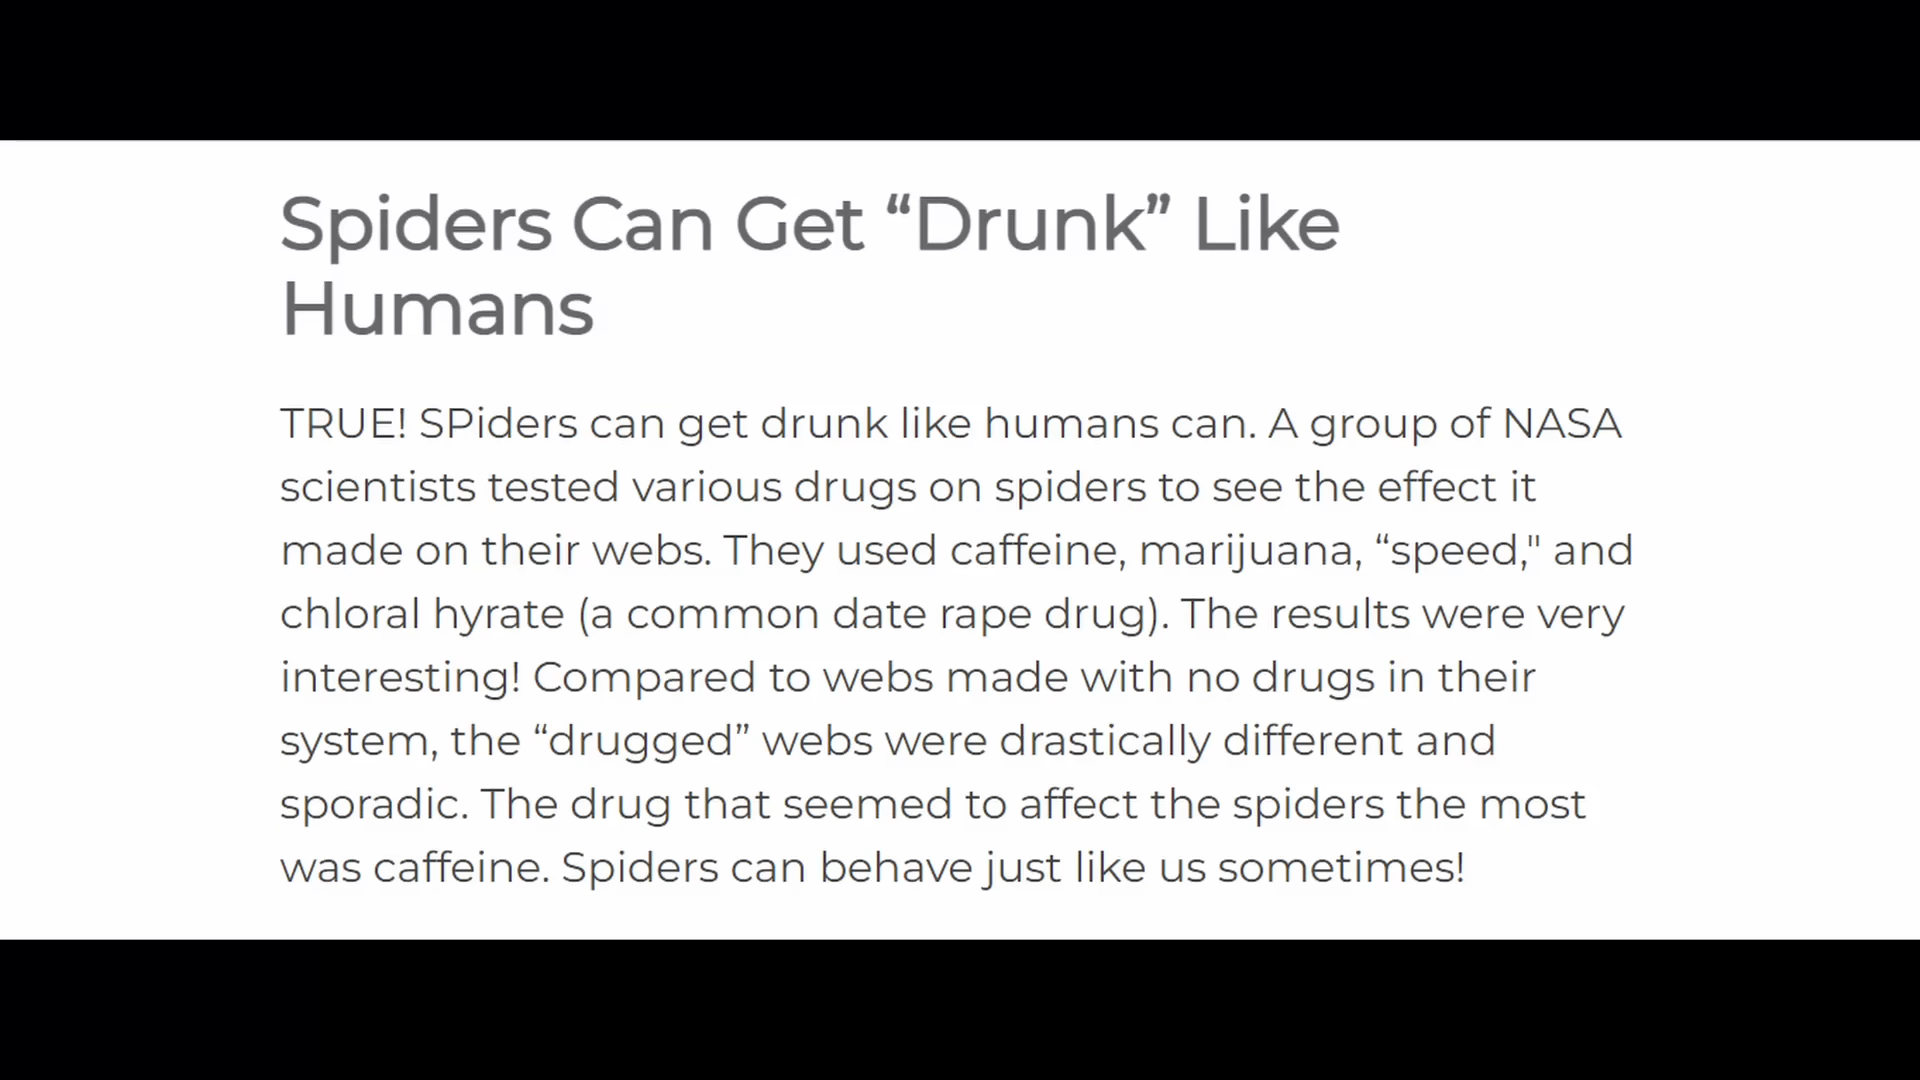 Spiders Can Get “Drunk” Like
Humans
TRUE! SPiders can get drunk like humans can. A group of NASA
scientists tested various drugs on spiders to see the effect it
made on their webs. They used caffeine, marijuana, “speed," and
chloral hyrate (a common date rape drug). The results were very
interesting! Compared to webs made with no drugs in their
system, the “drugged” webs were drastically different and
sporadic. The drug that seemed to affect the spiders the most
was caffeine. Spiders can behave just like us sometimes!